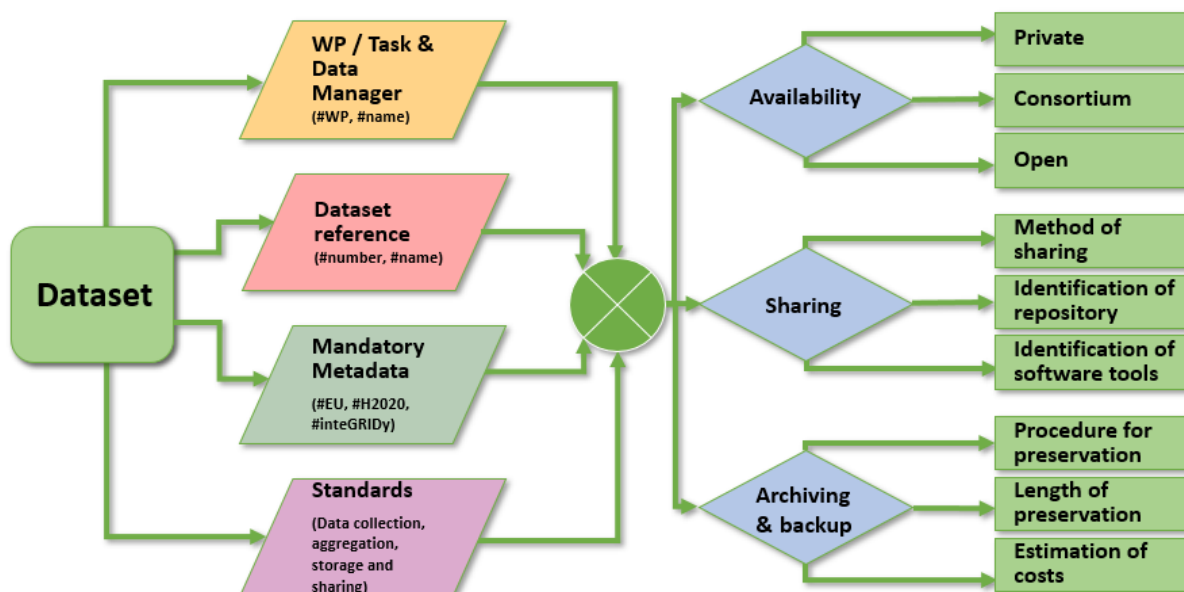 Dataset
WP / Task &
Data
Manager
(#WP, #name)
Dataset
reference
(#number, #name)
Mandatory
Metadata
(#EU, #H2020,
#inteGRIDy)
Standards
(Data collection,
aggregation,
storage and
sharing)
Availability
Private
Consortium
Open
Sharing
Method of
sharing
Identification of
repository
Identification of
software tools
Archiving
& backup
Procedure for
preservation
Length of
preservation
Estimation of
costs